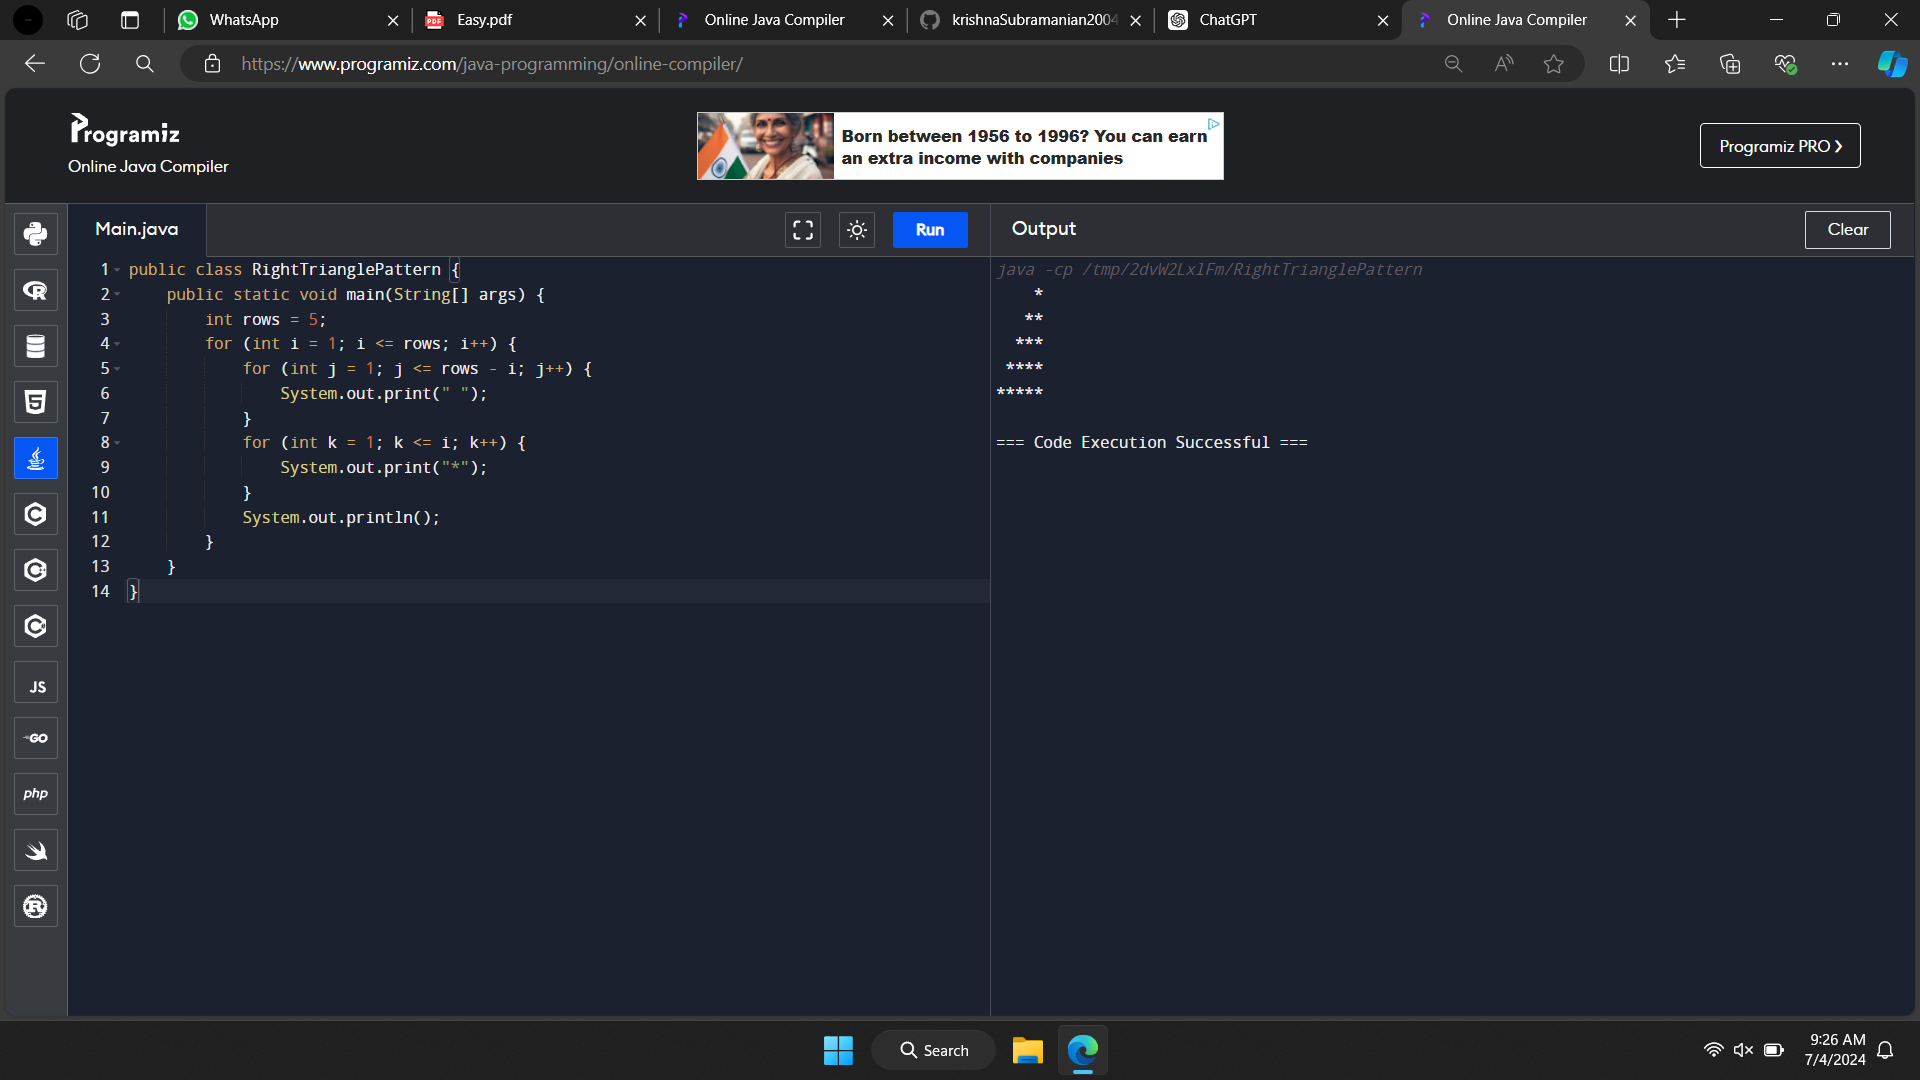 WhatsApp
Easy.pdf
Online Java Compiler
krishnaSubramanian2004
ChatGPT
Online Java Compiler
https://www.programiz.com/java-programming/online-compiler/
Programiz
Online Java Compiler
Born between 1956 to 1996? You can earn
an extra income with companies
Programiz PRO
Main.java
Run
Output
Clear
1 public class RightTrianglePattern {
2     public static void main(String[] args) {
3         int rows = 5;
4         for (int i = 1; i <= rows; i++) {
5             for (int j = 1; j <= rows - i; j++) {
6                 System.out.print(" ");
7             }
8             for (int k = 1; k <= i; k++) {
9                 System.out.print("*");
10             }
11             System.out.println();
12         }
13     }
14 }
java -cp /tmp/2dvW2LxlFm/RightTrianglePattern
    *
   **
  ***
 ****
*****
=== Code Execution Successful ===
JS
GO
php
Search
9:26 AM
7/4/2024